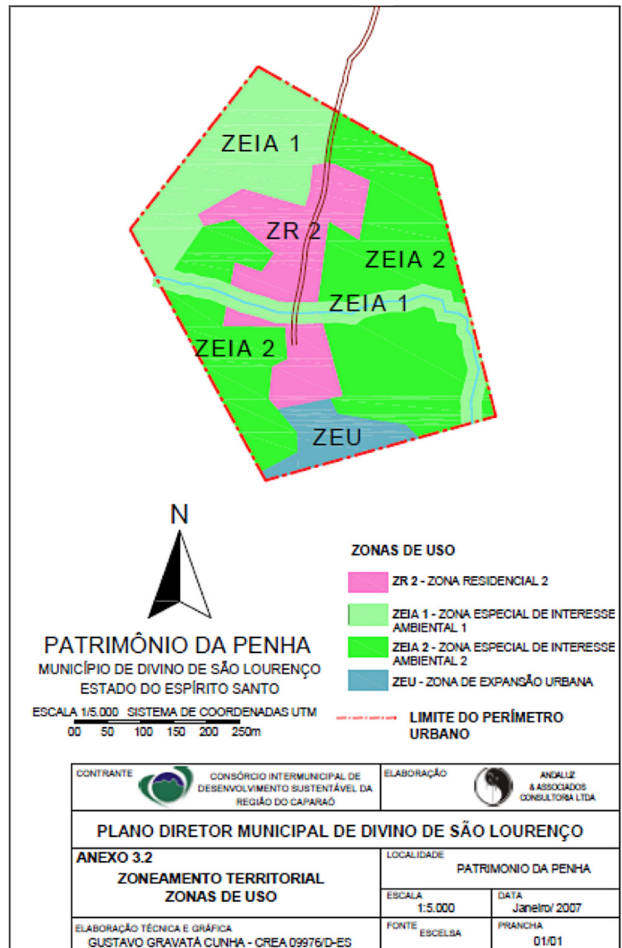 ZEIA 1
ZR 2
ZEIA 2
ZEIA 1
ZEIA 2
ZEU
N
ZONAS DE USO
ZR 2 - ZONA RESIDENCIAL 2
ZEIA 1 - ZONA ESPECIAL DE INTERESSE
AMBIENTAL 1
ZEIA 2 - ZONA ESPECIAL DE INTERESSE
AMBIENTAL 2
ZEU - ZONA DE EXPANSÃO URBANA
LIMITE DO PERÍMETRO
URBANO
PATRIMÔNIO DA PENHA
MUNICÍPIO DE DIVINO DE SÃO LOURENÇO
ESTADO DO ESPÍRITO SANTO
ESCALA 1/5.000 SISTEMA DE COORDENADAS UTM
00 50 100 150 200 250m
CONTRANTE
CONSÓRCIO INTERMUNICIPAL DE
DESENVOLVIMENTO SUSTENTÁVEL DA
REGIÃO DO CAPARAÓ
ELABORAÇÃO
ANDALUZ
& ASSOCIADOS
CONSULTORIA LTDA
PLANO DIRETOR MUNICIPAL DE DIVINO DE SÃO LOURENÇO
ANEXO 3.2
ZONEAMENTO TERRITORIAL
ZONAS DE USO
LOCALIDADE
PATRIMONIO DA PENHA
ESCALA
1:5.000
DATA
Janeiro/ 2007
ELABORAÇÃO TÉCNICA E GRÁFICA
GUSTAVO GRAVATÁ CUNHA - CREA 09976/D-ES
FONTE
ESCELSA
PRANCHA
01/01